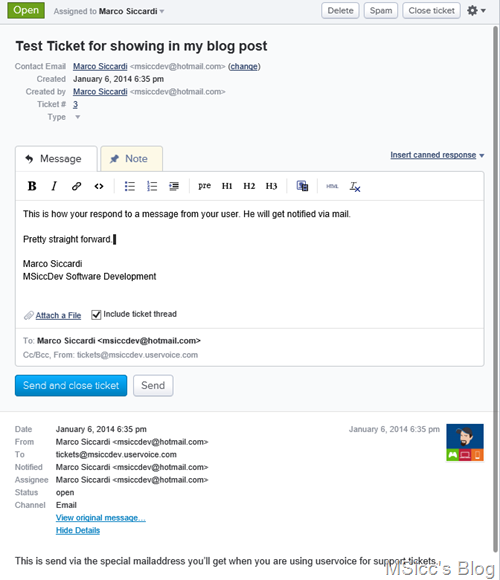 Open Assigned to Marco Siccardi Delete Spam Close ticket
Test Ticket for showing in my blog post
Contact Email Marco Siccardi <msiccdev@hotmail.com> (change)
Created January 6, 2014 6:35 pm
Created by Marco Siccardi <msiccdev@hotmail.com>
Ticket # 3
Type
Message Note Insert canned response
B I <> pre H1 H2 H3 HTML Tx
This is how your respond to a message from your user. He will get notified via mail.
Pretty straight forward.
Marco Siccardi
MSiccDev Software Development
Attach a File Include ticket thread
To: Marco Siccardi <msiccdev@hotmail.com>
Cc/Bcc, From: tickets@msiccdev.uservoice.com
Send and close ticket Send
Date January 6, 2014 6:35 pm January 6, 2014 6:35 pm
From Marco Siccardi <msiccdev@hotmail.com>
To tickets@msiccdev.uservoice.com
Notified Marco Siccardi <msiccdev@hotmail.com>
Assignee Marco Siccardi <msiccdev@hotmail.com>
Status open
Channel Email
View original message...
Hide Details
This is send via the special mailaddress you'll get when you are using uservoice for support tickets.
MSicc's Blog